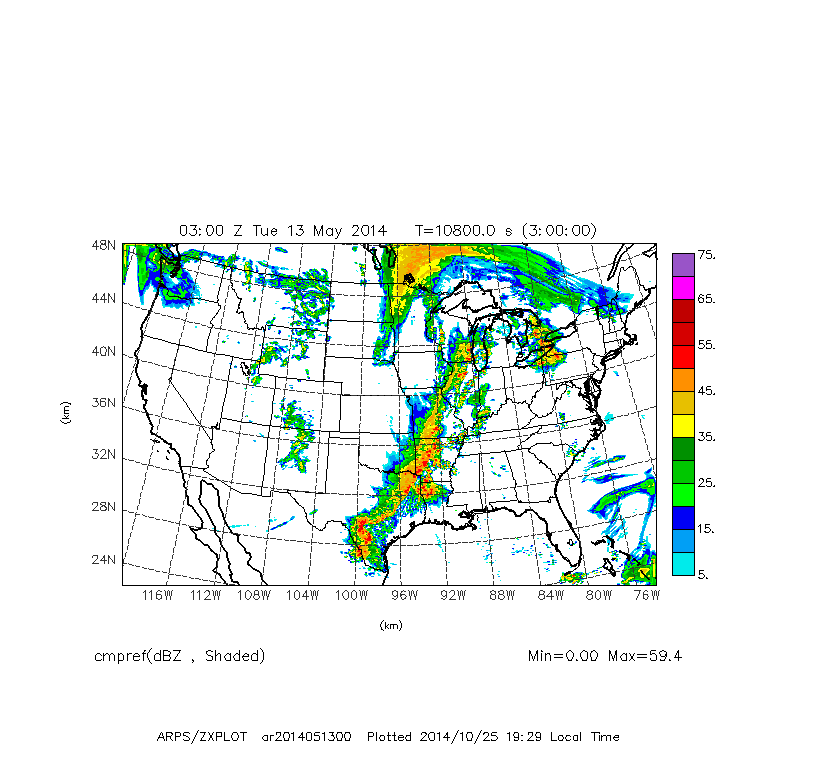 03:00 Z Tue 13 May 2014 T=10800.0 s (3:00:00)
48N
44N
40N
36N
32N
28N
24N
(km)
75.
65.
55.
45.
35.
25.
15.
5.
116W 112W 108W 104W 100W 96W 92W 88W 84W 80W 76W
(km)
cmpref(dBZ , Shaded) Min=0.00 Max=59.4
ARPS/ZXPLOT ar2014051300 Plotted 2014/10/25 19:29 Local Time